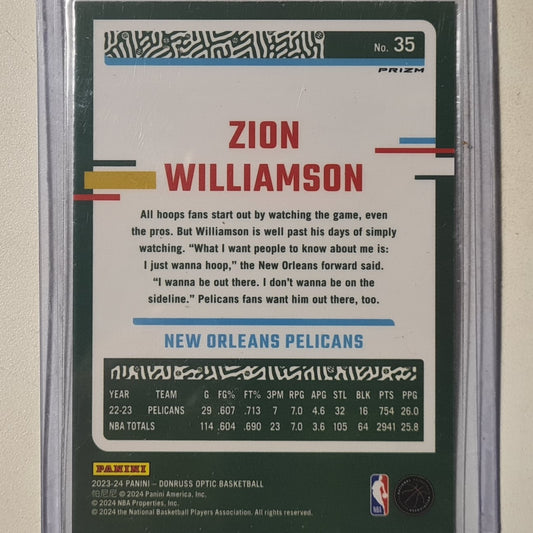 No. 35
PRIZM
ZION
WILLIAMSON
All hoops fans start out by watching the game, even
the pros. But Williamson is well past his days of simply
watching. “What I want people to know about me is:
I just wanna hoop,” the New Orleans forward said.
“I wanna be out there. I don’t wanna be on the
sideline.” Pelicans fans want him out there, too.
NEW ORLEANS PELICANS
YEAR TEAM G FG% FT% 3PM RPG APG STL BLK PTS PPG
22-23 PELICANS 29 .607 .713 7 7.0 4.6 32 16 754 26.0
NBA TOTALS 114 .604 .690 23 7.0 3.6 105 64 2941 25.8
PANINI
2023-24 PANINI – DONRUSS OPTIC BASKETBALL
帕尼尼 © 2024 Panini America, Inc.
© 2024 NBA Properties, Inc.
© 2024 the National Basketball Players Association. All rights reserved.
NBA